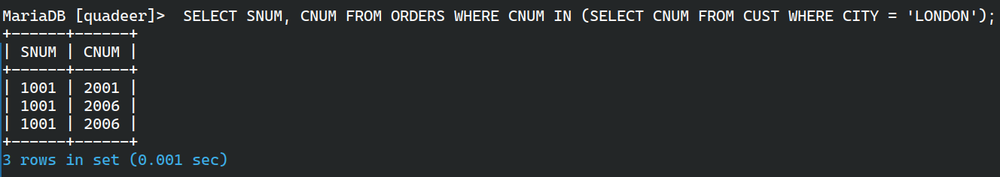 MariaDB [quadeer]>  SELECT SNUM, CNUM FROM ORDERS WHERE CNUM IN (SELECT CNUM FROM CUST WHERE CITY = 'LONDON');
+------+------+
| SNUM | CNUM |
+------+------+
| 1001 | 2001 |
| 1001 | 2006 |
| 1001 | 2006 |
+------+------+
3 rows in set (0.001 sec)